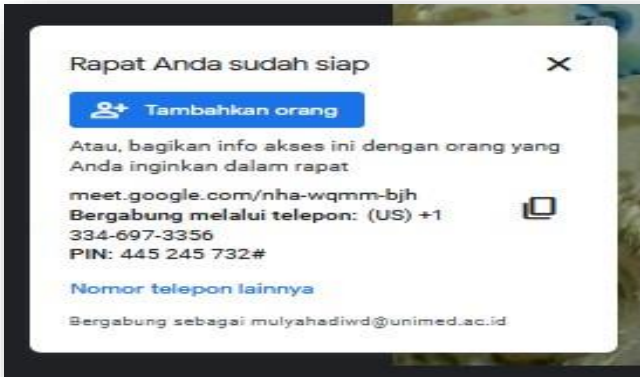 Rapat Anda sudah siap
Tambahkan orang
Atau, bagikan info akses ini dengan orang yang
Anda inginkan dalam rapat
meet.google.com/nha-wqmm-bjh
Bergabung melalui telepon: (US) +1
334-697-3356
PIN: 445 245 732#
Nomor telepon lainnya
Bergabung sebagai mulyahadiwd@unimed.ac.id